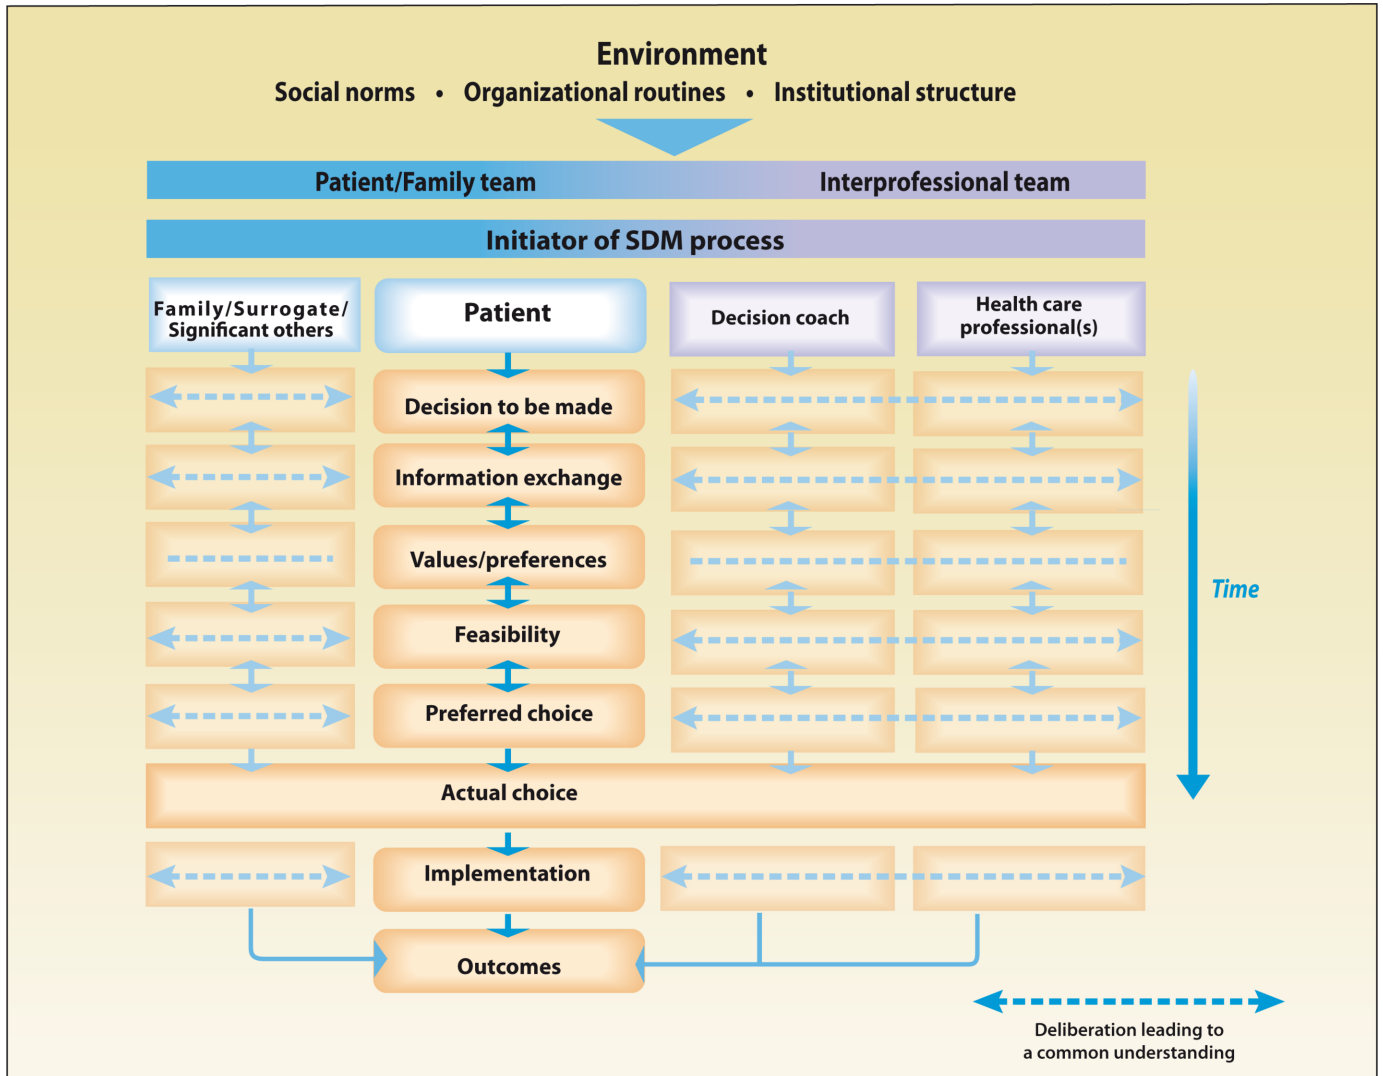 Environment
Social norms • Organizational routines • Institutional structure
Patient/Family team
Interprofessional team
Initiator of SDM process
Family/Surrogate/
Significant others
Patient
Decision coach
Health care
professional(s)
Decision to be made
Information exchange
Values/preferences
Feasibility
Preferred choice
Time
Actual choice
Implementation
Outcomes
Deliberation leading to
a common understanding